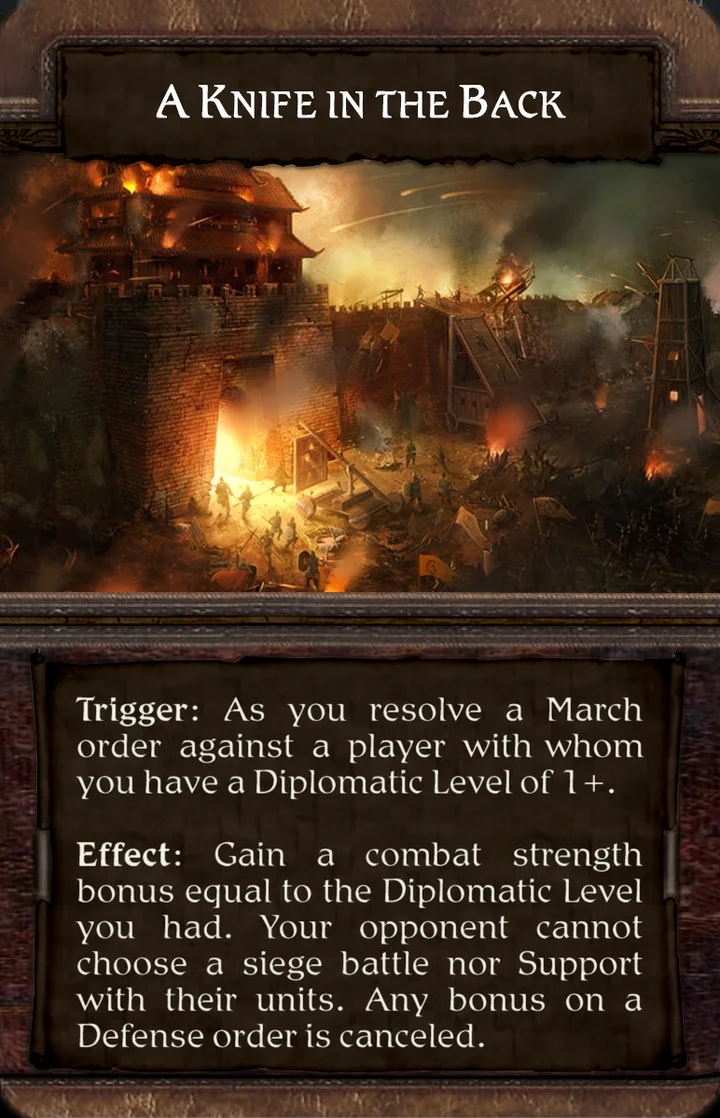 A Knife in the Back
Trigger: As you resolve a March
order against a player with whom
you have a Diplomatic Level of 1+.
Effect: Gain a combat strength
bonus equal to the Diplomatic Level
you had. Your opponent cannot
choose a siege battle nor Support
with their units. Any bonus on a
Defense order is canceled.